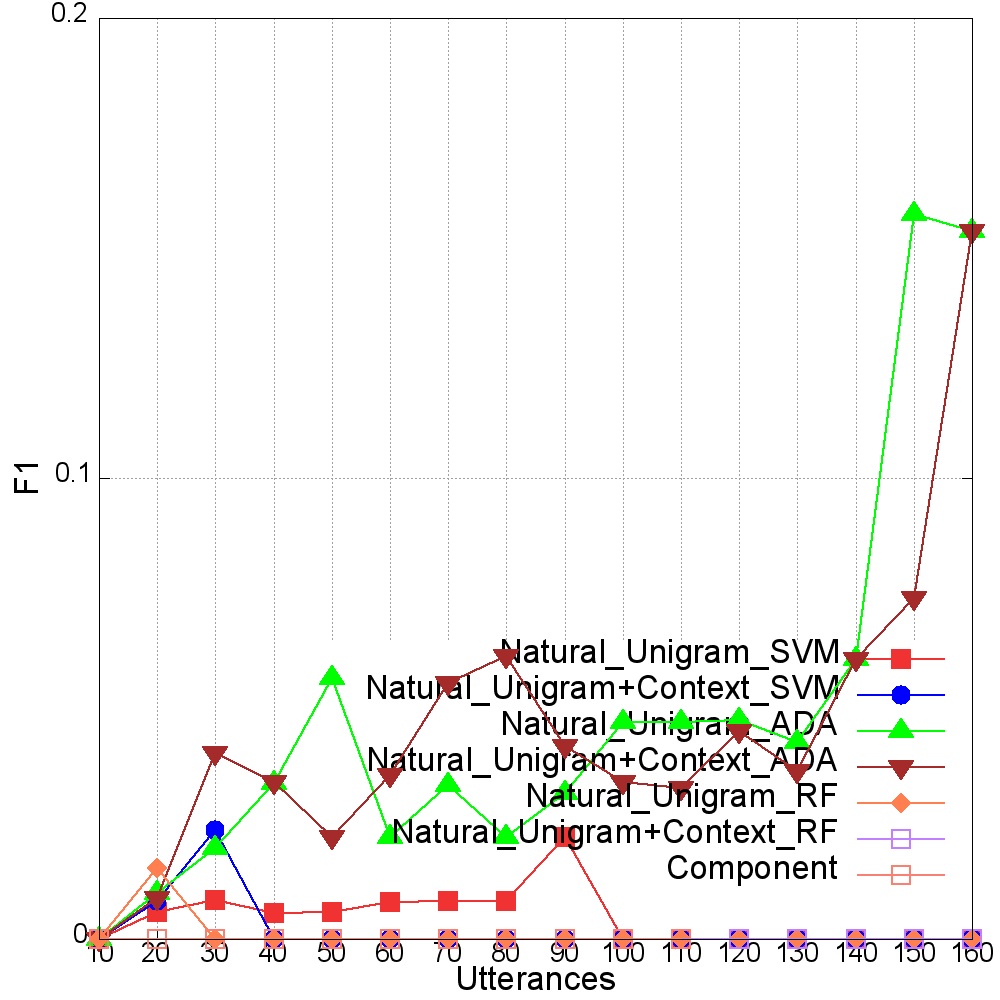 0.2
0.1
0
F1
Natural_Unigram_SVM
Natural_Unigram+Context_SVM
Natural_Unigram_ADA
Natural_Unigram+Context_ADA
Natural_Unigram_RF
Natural_Unigram+Context_RF
Component
10 20 30 40 50 60 70 80 90 100 110 120 130 140 150 160
Utterances